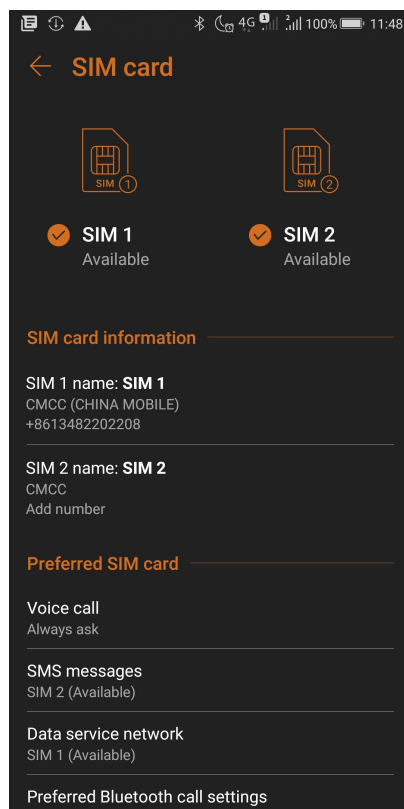 4G 1 2 100% 11:48
SIM card
SIM 1 SIM 2
SIM 1 SIM 2
Available Available
SIM card information
SIM 1 name: SIM 1
CMCC (CHINA MOBILE)
+8613482202208
SIM 2 name: SIM 2
CMCC
Add number
Preferred SIM card
Voice call
Always ask
SMS messages
SIM 2 (Available)
Data service network
SIM 1 (Available)
Preferred Bluetooth call settings